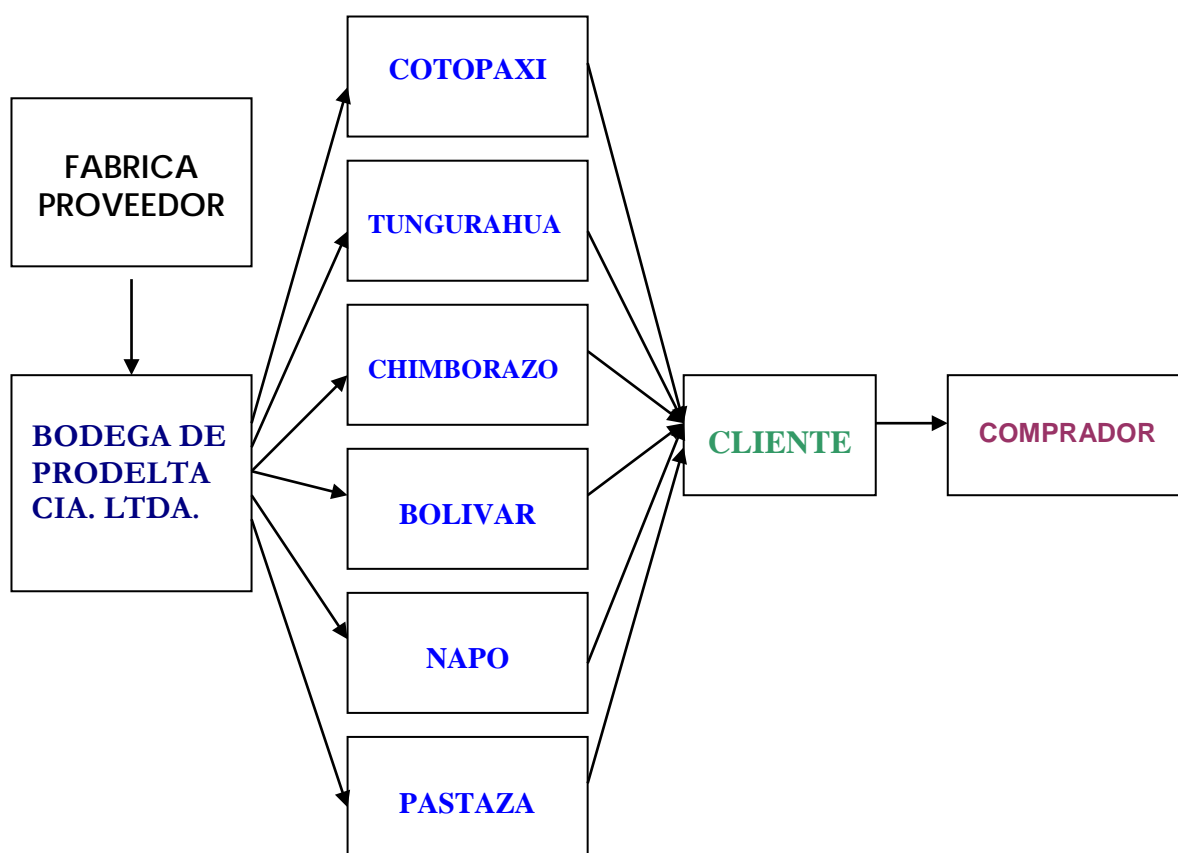 FABRICA
PROVEEDOR
BODEGA DE
PRODELTA
CIA. LTDA.
COTOPAXI
TUNGURAHUA
CHIMBORAZO
BOLIVAR
NAPO
PASTAZA
CLIENTE
COMPRADOR